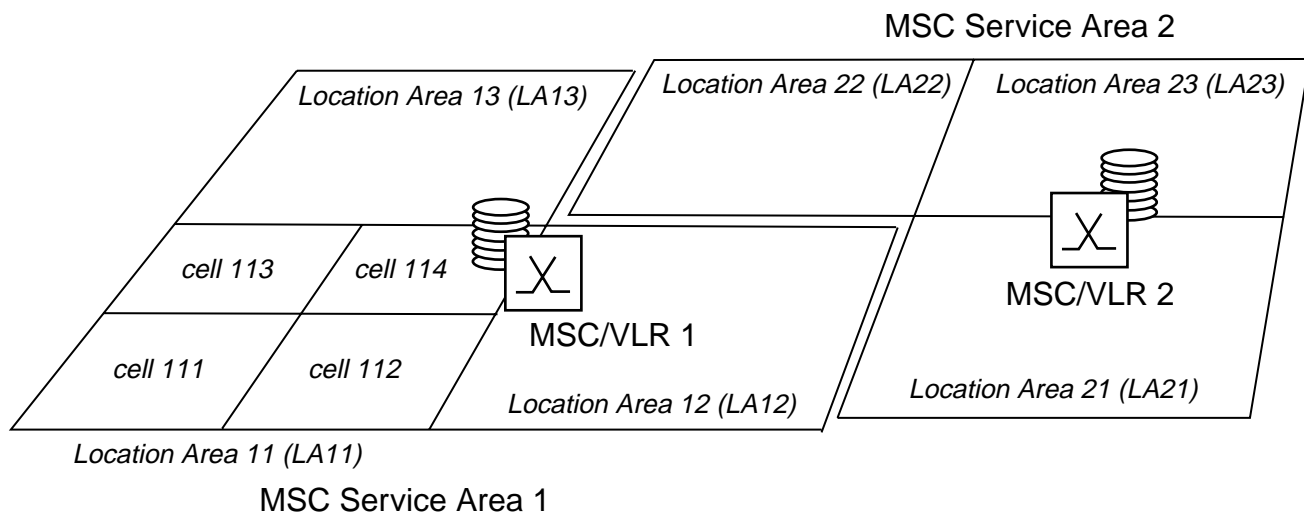 MSC Service Area 2
Location Area 13 (LA13)
Location Area 22 (LA22)
Location Area 23 (LA23)
cell 113
cell 114
MSC/VLR 2
MSC/VLR 1
cell 111
cell 112
Location Area 12 (LA12)
Location Area 21 (LA21)
Location Area 11 (LA11)
MSC Service Area 1